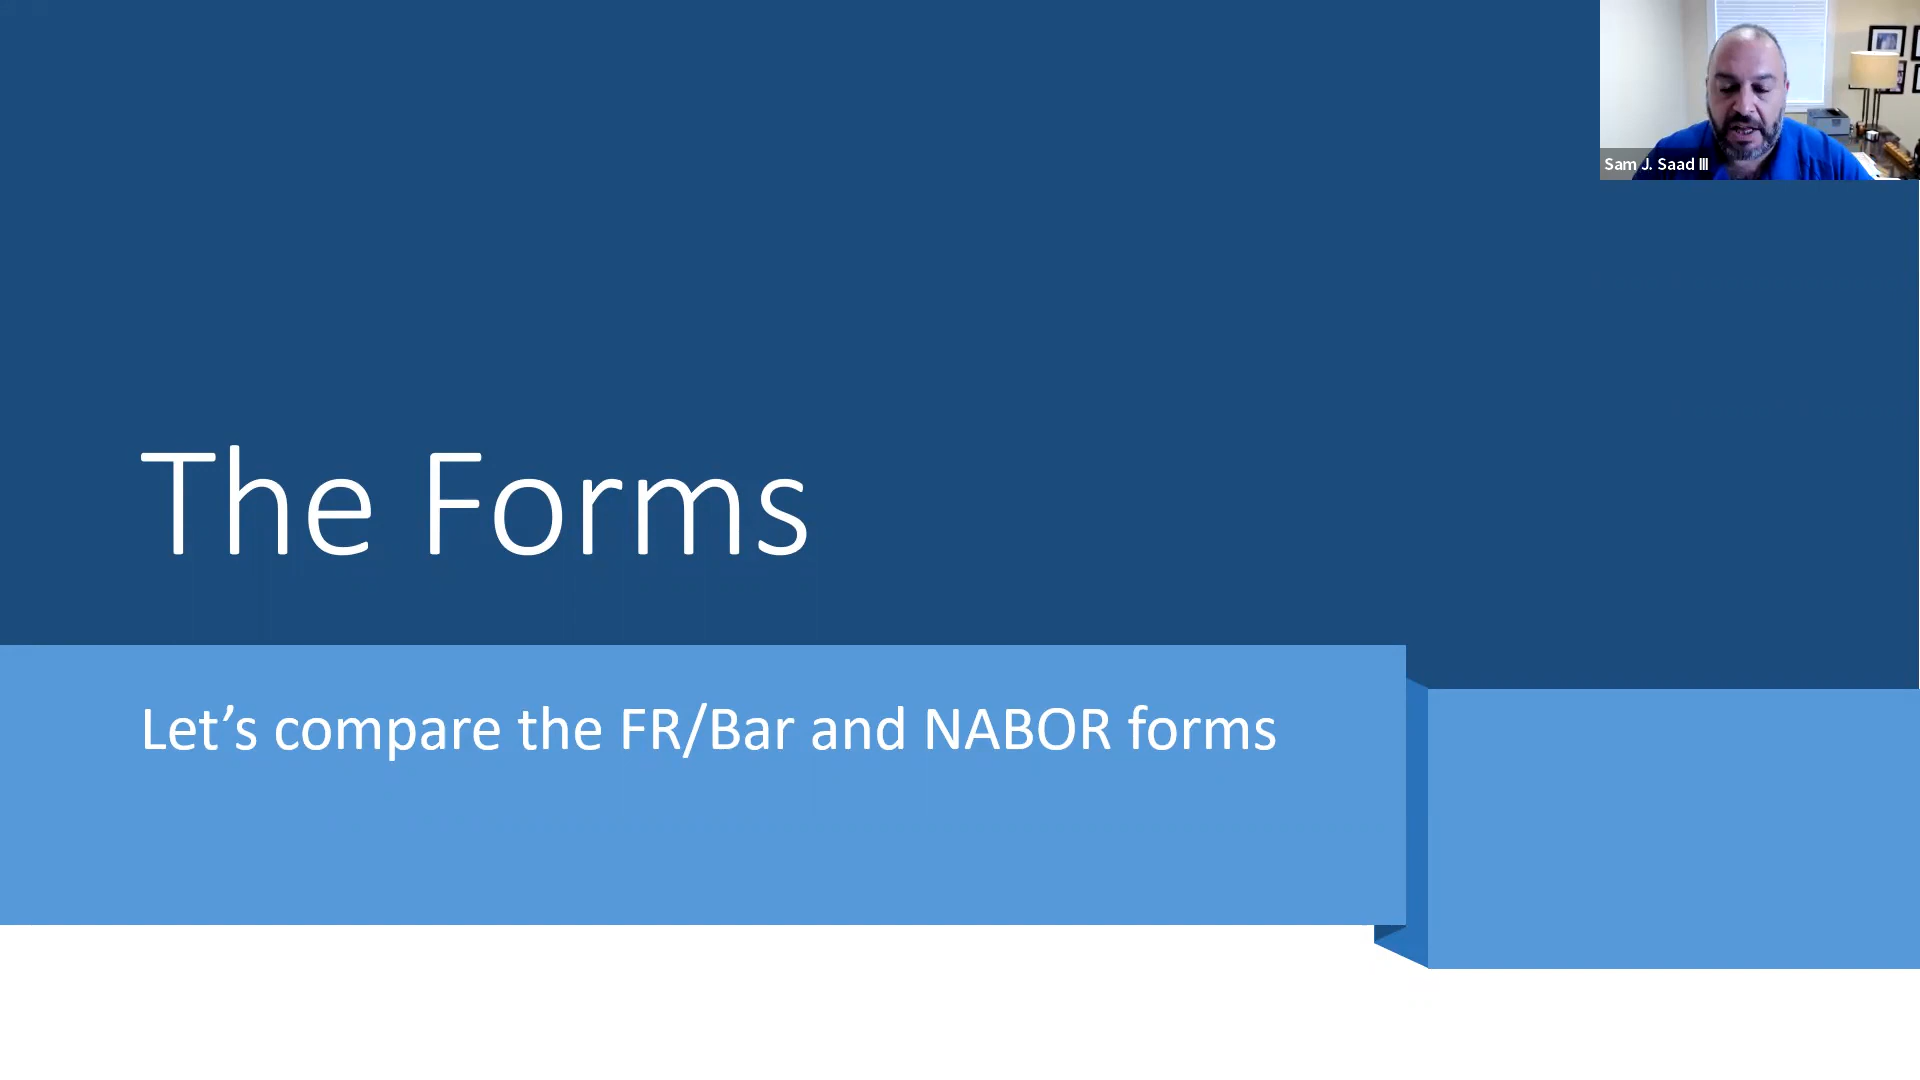 Sam J. Saad III
The Forms
Let’s compare the FR/Bar and NABOR forms